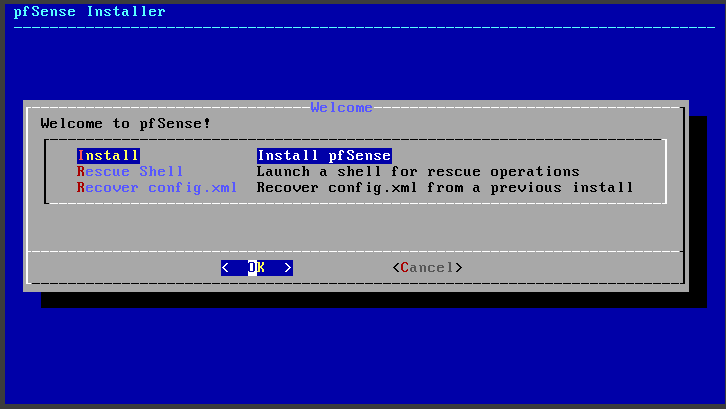 pfSense Installer
Welcome
Welcome to pfSense!
Install Install pfSense
Rescue Shell Launch a shell for rescue operations
Recover config.xml Recover config.xml from a previous install
< OK > <Cancel>